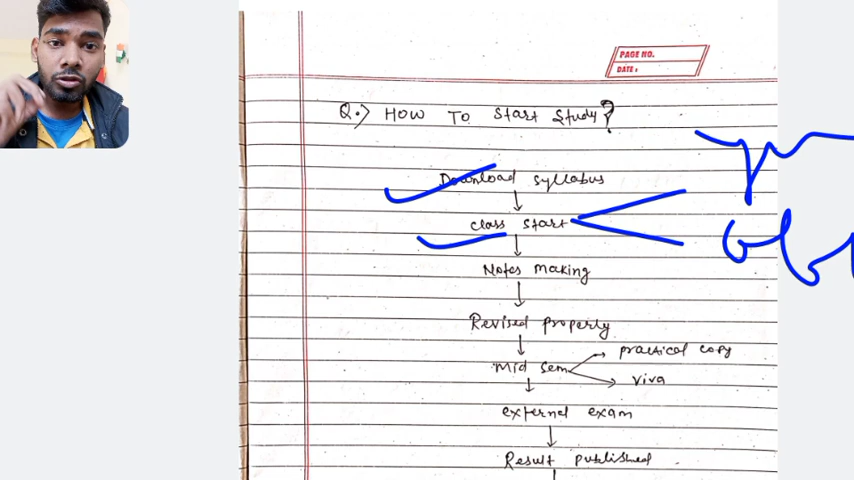 PAGE NO.
DATE :
Q.> HOW TO Start Study?
Download syllabus
class start
Notes making
Revised property
Mid sem
practical copy
viva
external exam
Result published